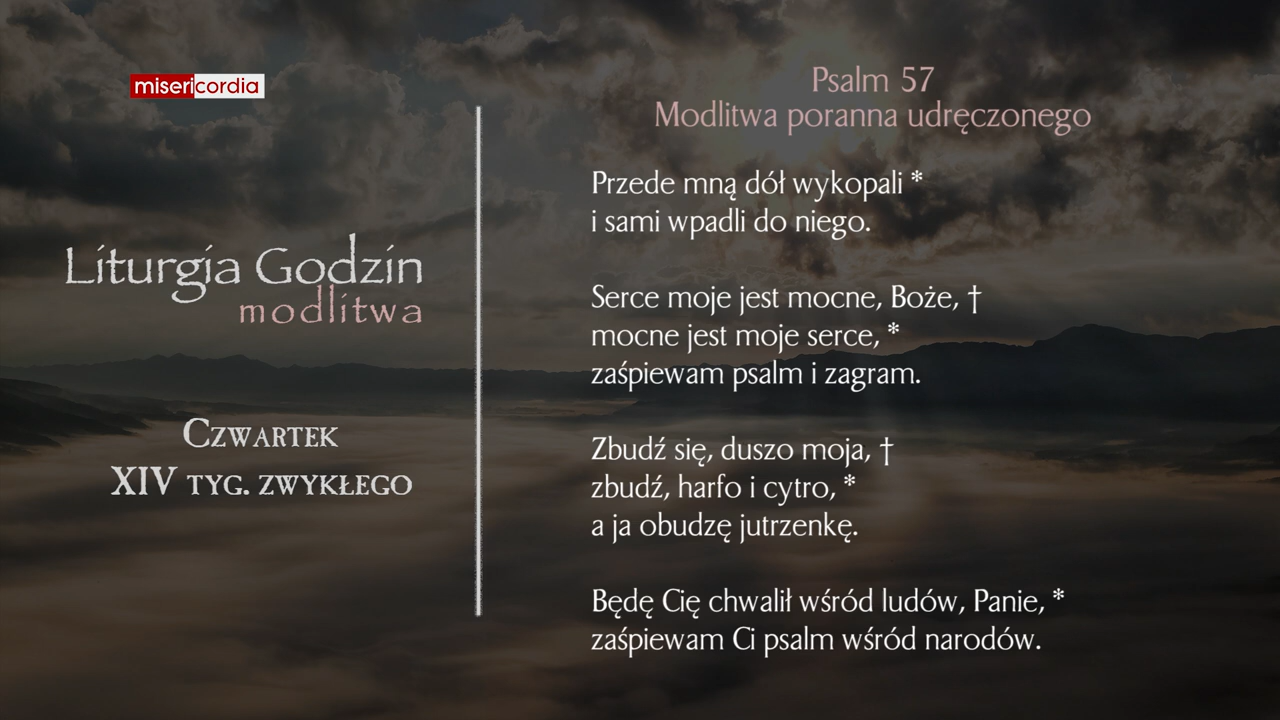 misericordia
Liturgia Godzin
modlitwa
Czwartek
XIV tyg. zwykłego
Psalm 57
Modlitwa poranna udręczonego
Przede mną dół wykopali *
i sami wpadli do niego.
Serce moje jest mocne, Boże, †
mocne jest moje serce, *
zaśpiewam psalm i zagram.
Zbudź się, duszo moja, †
zbudź, harfo i cytro, *
a ja obudzę jutrzenkę.
Będę Cię chwalił wśród ludów, Panie, *
zaśpiewam Ci psalm wśród narodów.